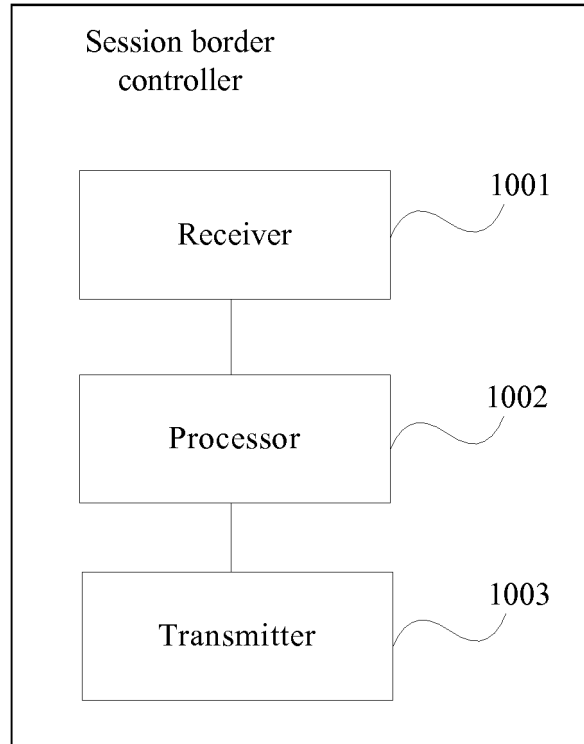 Session border
controller
1001
Receiver
1002
Processor
1003
Transmitter